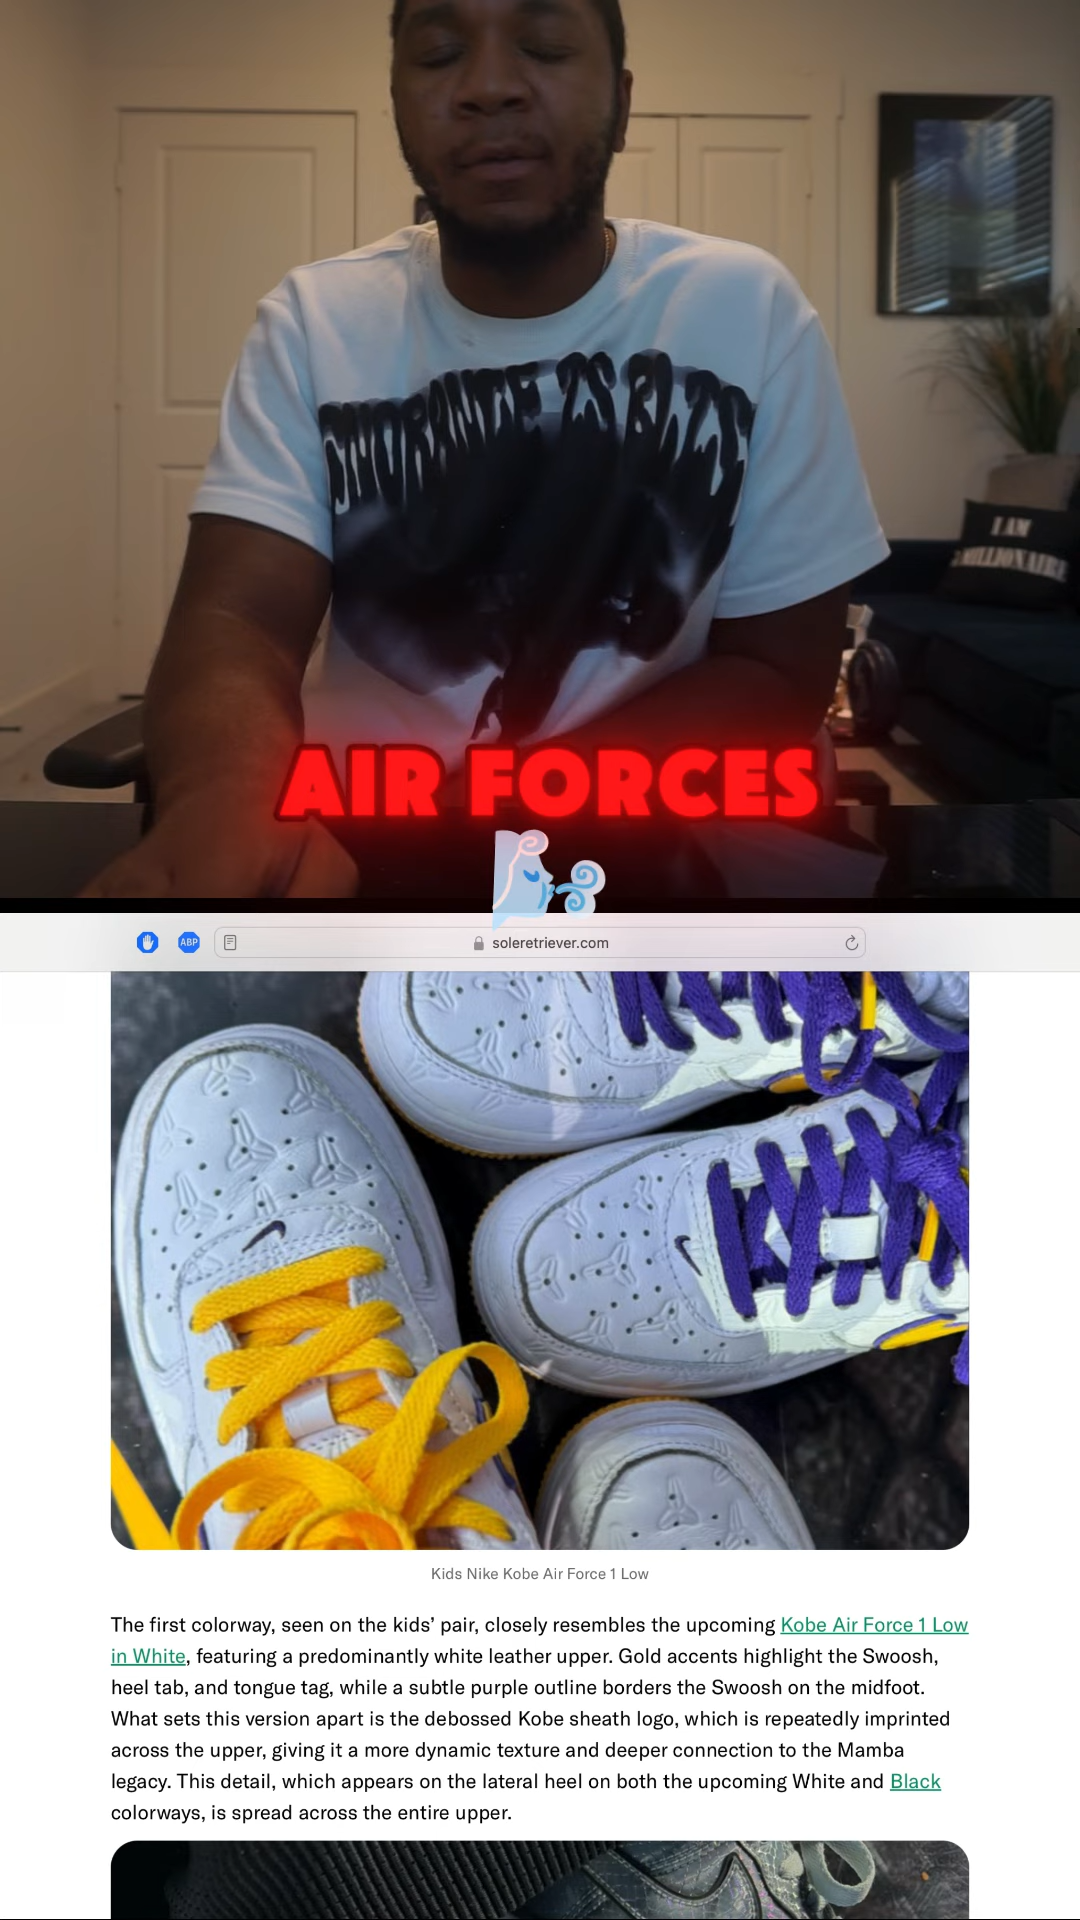 IGNORANCE IS BLIS
I AM
A MILLIONAIRE
AIR FORCES
ABP
soleretriever.com
Kids Nike Kobe Air Force 1 Low
The first colorway, seen on the kids’ pair, closely resembles the upcoming Kobe Air Force 1 Low
in White, featuring a predominantly white leather upper. Gold accents highlight the Swoosh,
heel tab, and tongue tag, while a subtle purple outline borders the Swoosh on the midfoot.
What sets this version apart is the debossed Kobe sheath logo, which is repeatedly imprinted
across the upper, giving it a more dynamic texture and deeper connection to the Mamba
legacy. This detail, which appears on the lateral heel on both the upcoming White and Black
colorways, is spread across the entire upper.